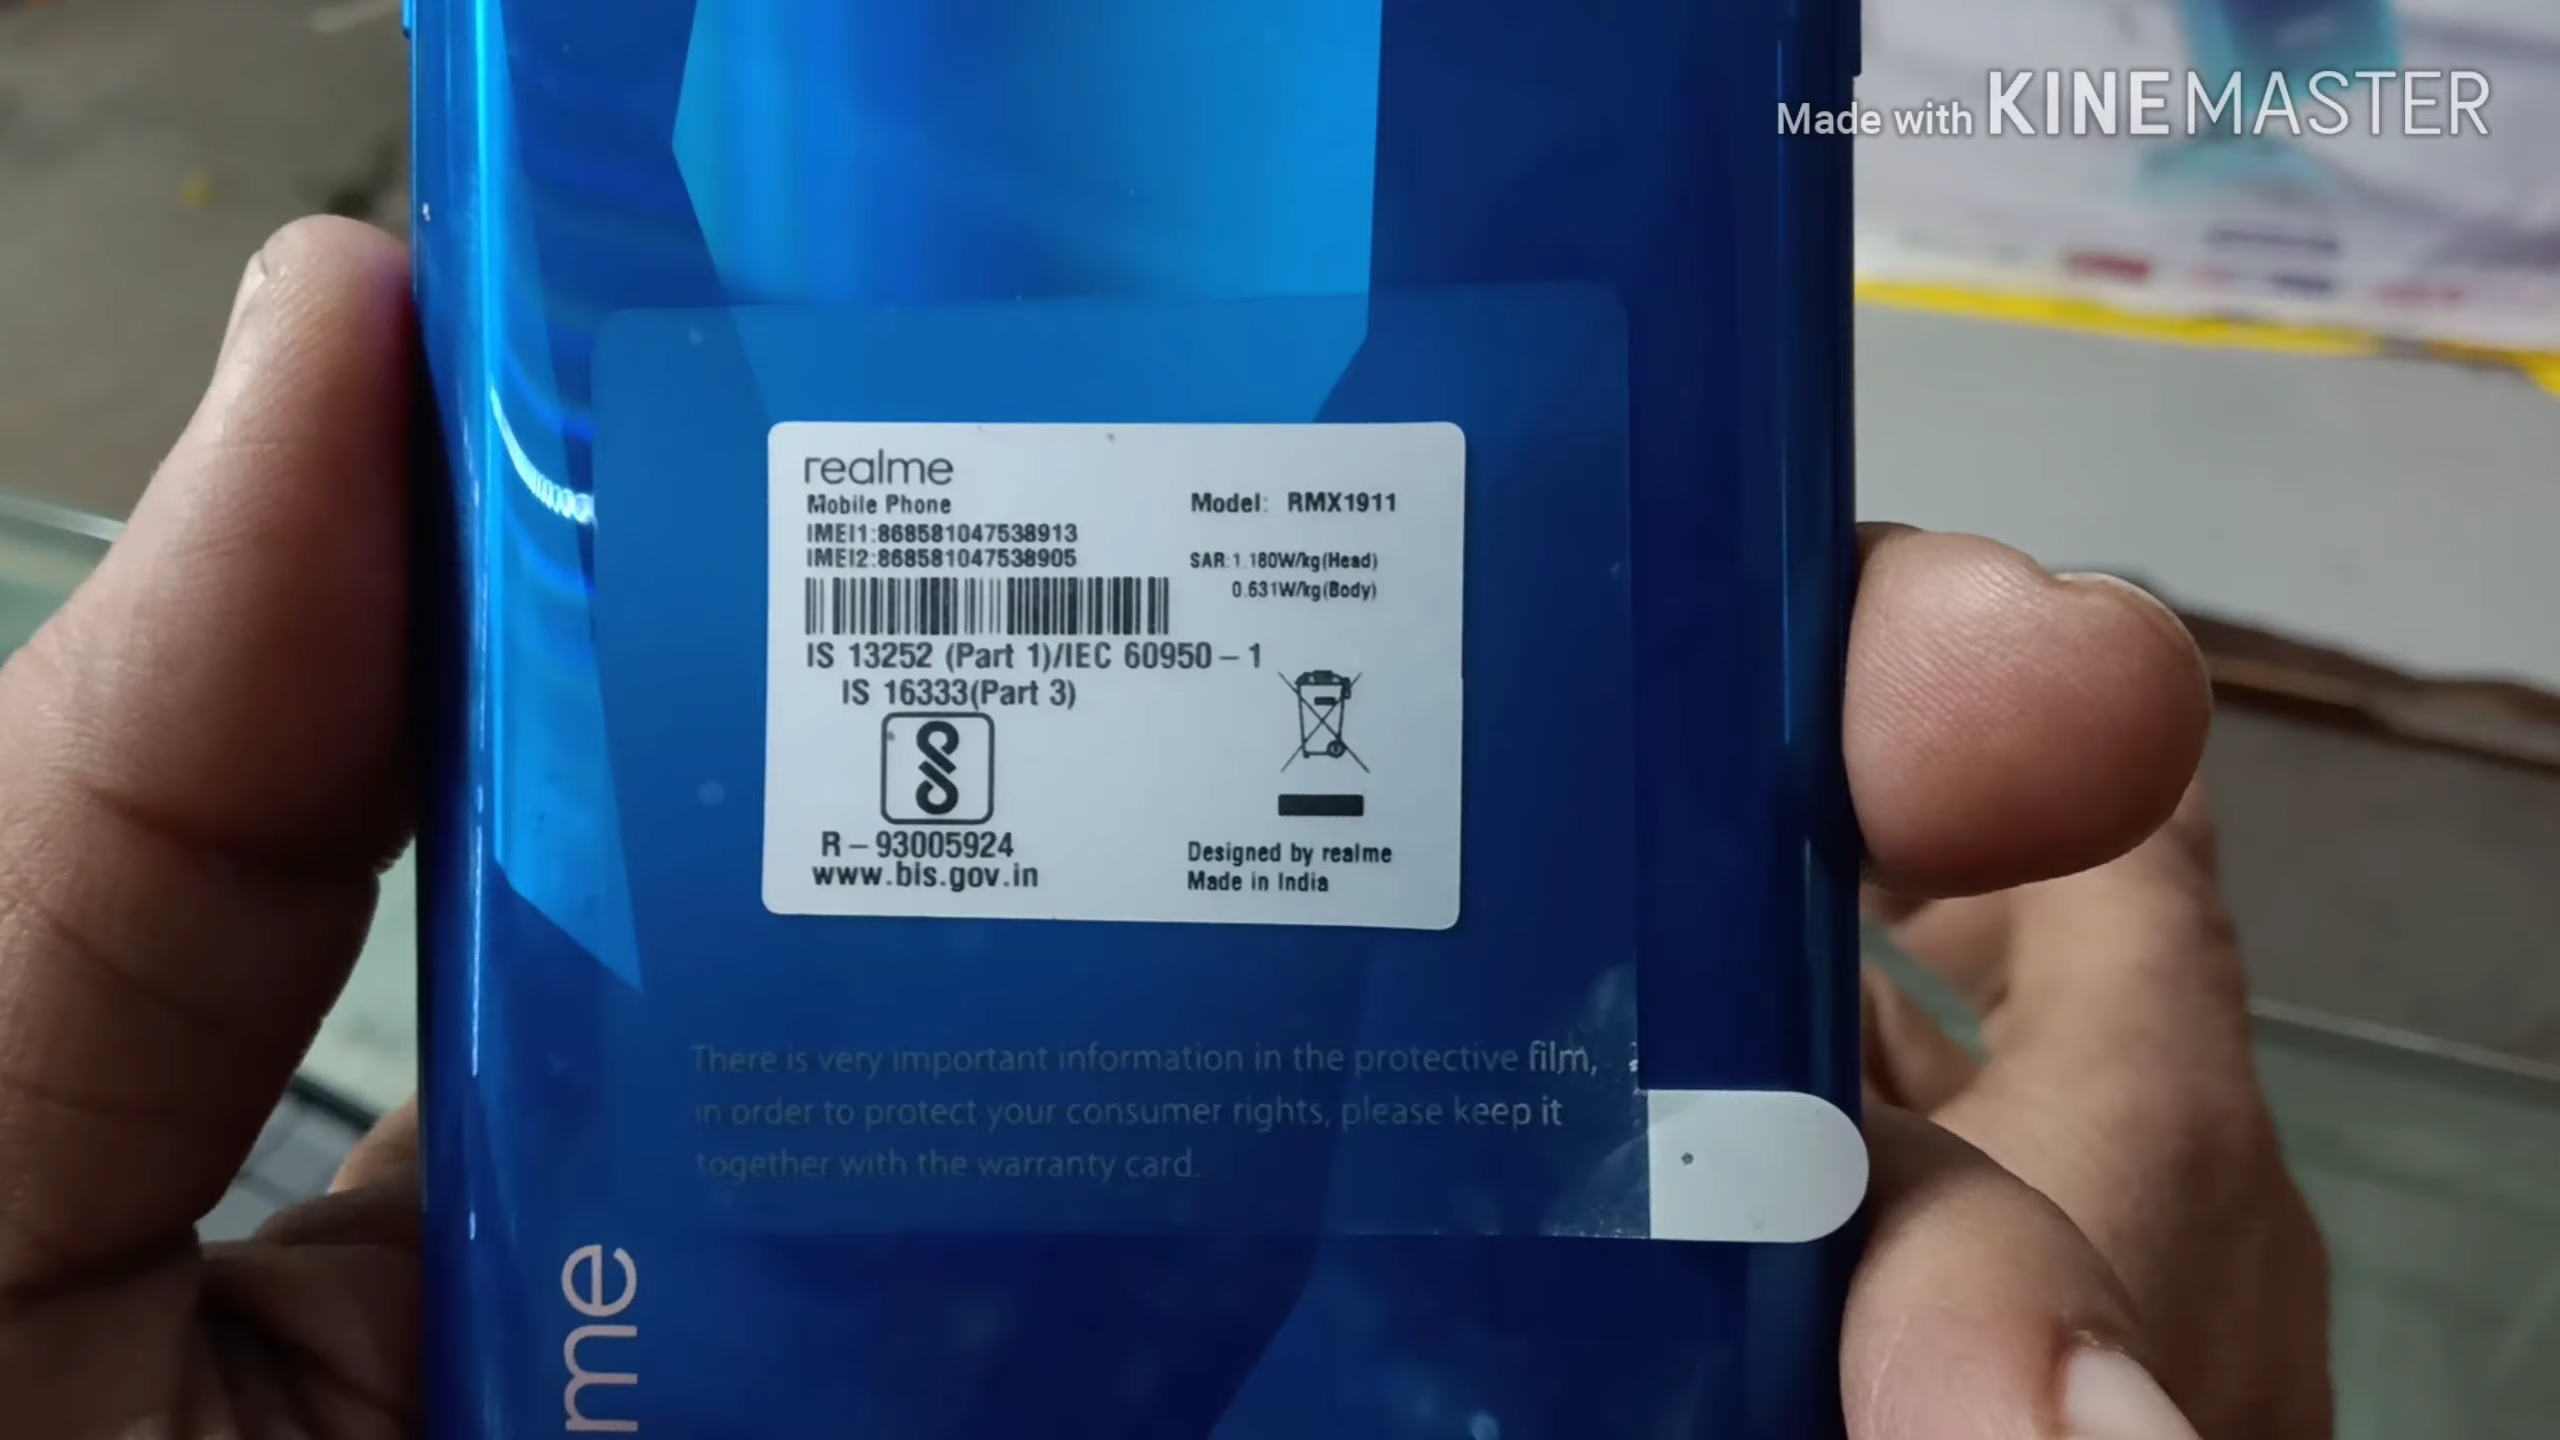 Made with KINEMASTER
realme
Mobile Phone
Model: RMX1911
IMEI1:868581047538913
IMEI2:868581047538905
SAR:1.180W/kg(Head)
0.631W/kg(Body)
IS 13252 (Part 1)/IEC 60950-1
IS 16333(Part 3)
R-93005924
www.bis.gov.in
Designed by realme
Made in India
There is very important information in the protective film,
in order to protect your consumer rights, please keep it
together with the warranty card.
me